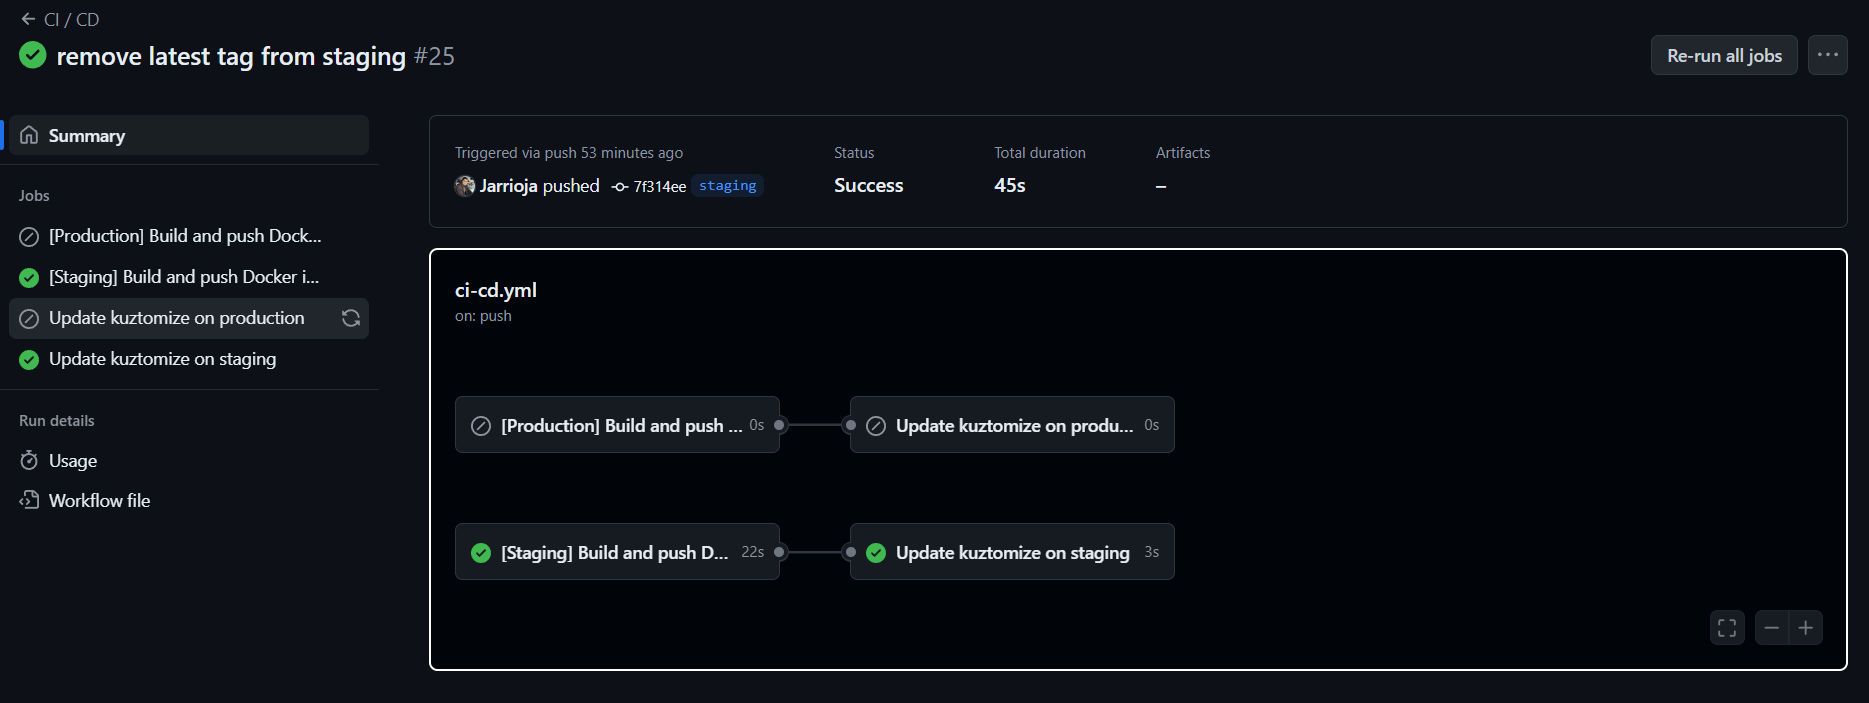 CI / CD
remove latest tag from staging #25
Re-run all jobs
Summary
Jobs
[Production] Build and push Dock...
[Staging] Build and push Docker i...
Update kuztomize on production
Update kuztomize on staging
Run details
Usage
Workflow file
Triggered via push 53 minutes ago
Jarrioja pushed 7f314ee staging
Status
Success
Total duration
45s
Artifacts
–
ci-cd.yml
on: push
[Production] Build and push ... 0s
Update kuztomize on produ... 0s
[Staging] Build and push D... 22s
Update kuztomize on staging 3s